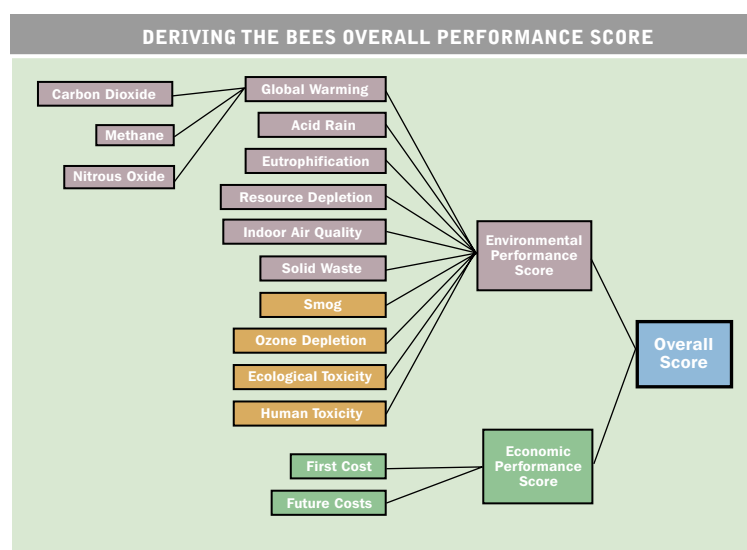 DERIVING THE BEES OVERALL PERFORMANCE SCORE
Carbon Dioxide
Methane
Nitrous Oxide
Global Warming
Acid Rain
Eutrophification
Resource Depletion
Indoor Air Quality
Solid Waste
Smog
Ozone Depletion
Ecological Toxicity
Human Toxicity
First Cost
Future Costs
Environmental
Performance
Score
Economic
Performance
Score
Overall
Score